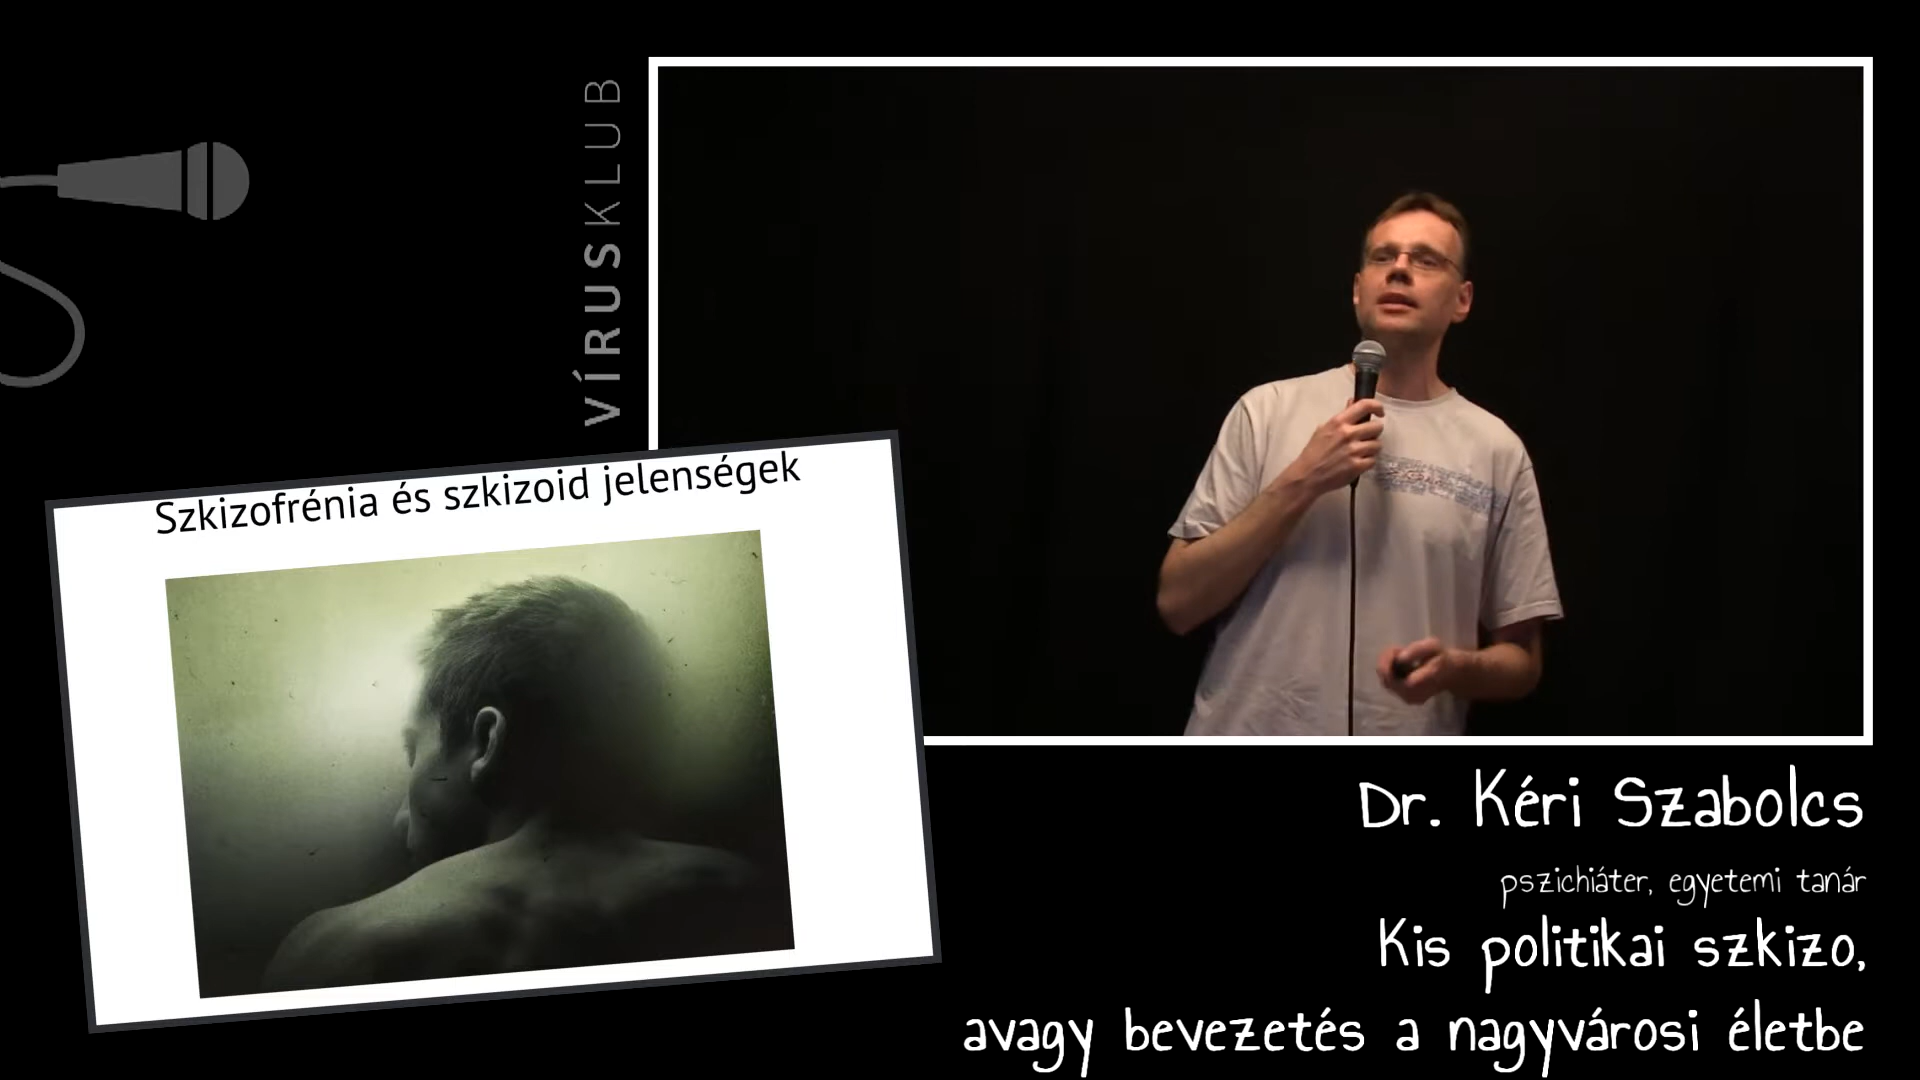 VÍRUSKLUB
Szkizofrénia és szkizoid jelenségek
Dr. Kéri Szabolcs
pszichiáter, egyetemi tanár
Kis politikai szkizo,
avagy bevezetés a nagyvárosi életbe